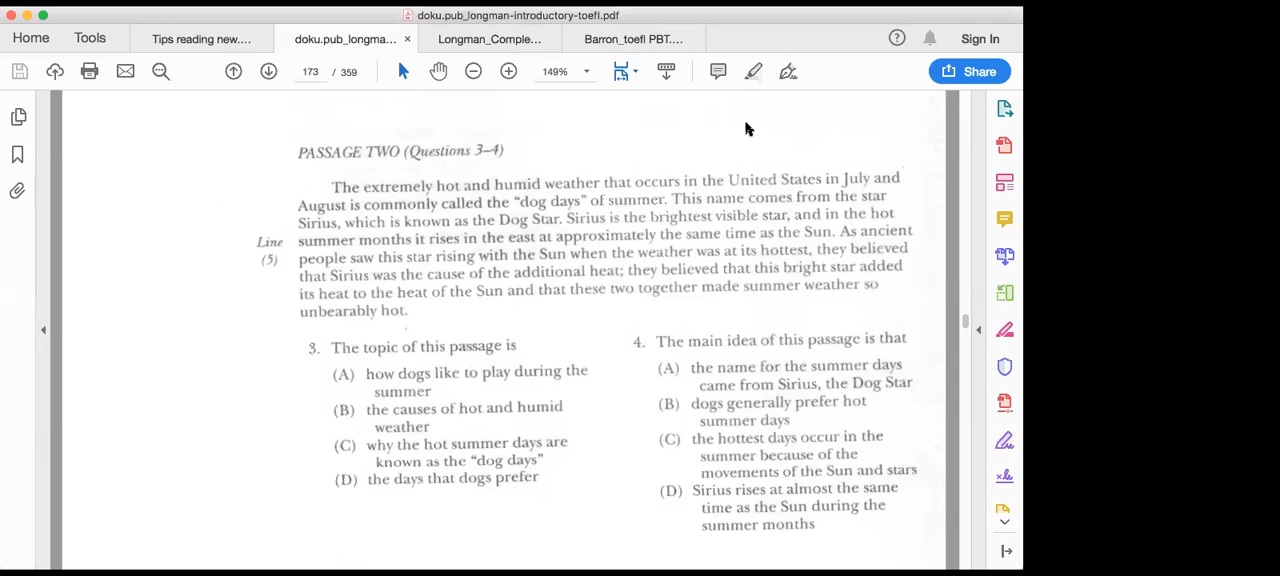 doku.pub_longman-introductory-toefl.pdf
Home Tools Tips reading new.... doku.pub_longma... × Longman_Comple... Barron_toefl PBT.... Sign In
173 / 359 149% Share
PASSAGE TWO (Questions 3–4)
The extremely hot and humid weather that occurs in the United States in July and
August is commonly called the “dog days” of summer. This name comes from the star
Sirius, which is known as the Dog Star. Sirius is the brightest visible star, and in the hot
Line summer months it rises in the east at approximately the same time as the Sun. As ancient
(5) people saw this star rising with the Sun when the weather was at its hottest, they believed
that Sirius was the cause of the additional heat; they believed that this bright star added
its heat to the heat of the Sun and that these two together made summer weather so
unbearably hot.
3. The topic of this passage is
(A) how dogs like to play during the
summer
(B) the causes of hot and humid
weather
(C) why the hot summer days are
known as the “dog days”
(D) the days that dogs prefer
4. The main idea of this passage is that
(A) the name for the summer days
came from Sirius, the Dog Star
(B) dogs generally prefer hot
summer days
(C) the hottest days occur in the
summer because of the
movements of the Sun and stars
(D) Sirius rises at almost the same
time as the Sun during the
summer months